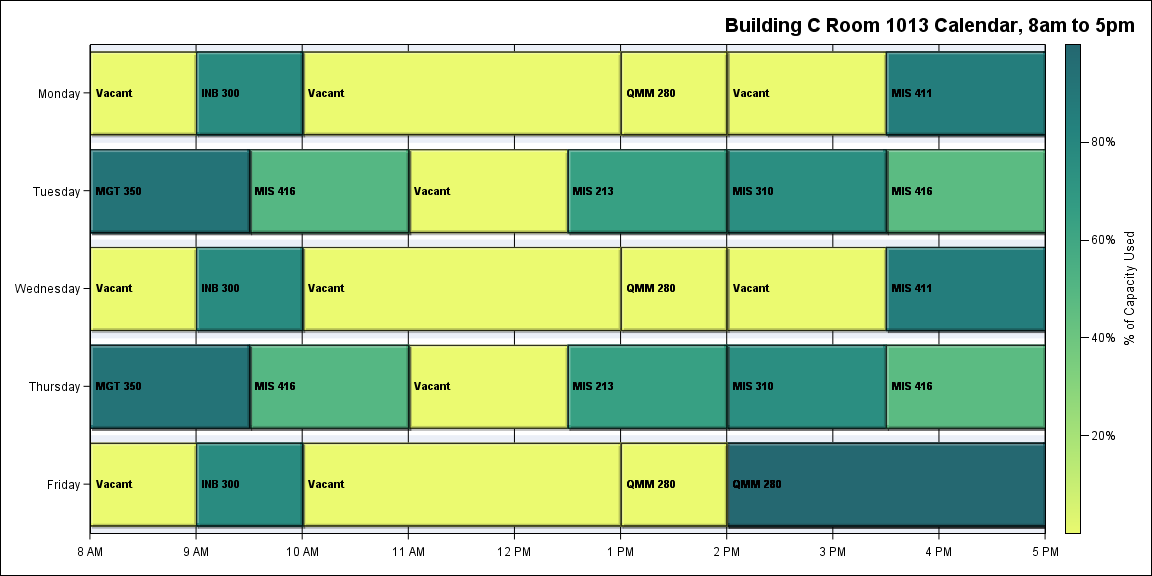 Building C Room 1013 Calendar, 8am to 5pm
Monday
Vacant
INB 300
Vacant
QMM 280
Vacant
MIS 411
Tuesday
MGT 350
MIS 416
Vacant
MIS 213
MIS 310
MIS 416
Wednesday
Vacant
INB 300
Vacant
QMM 280
Vacant
MIS 411
Thursday
MGT 350
MIS 416
Vacant
MIS 213
MIS 310
MIS 416
Friday
Vacant
INB 300
Vacant
QMM 280
QMM 280
8 AM
9 AM
10 AM
11 AM
12 PM
1 PM
2 PM
3 PM
4 PM
5 PM
80%
60%
40%
20%
% of Capacity Used